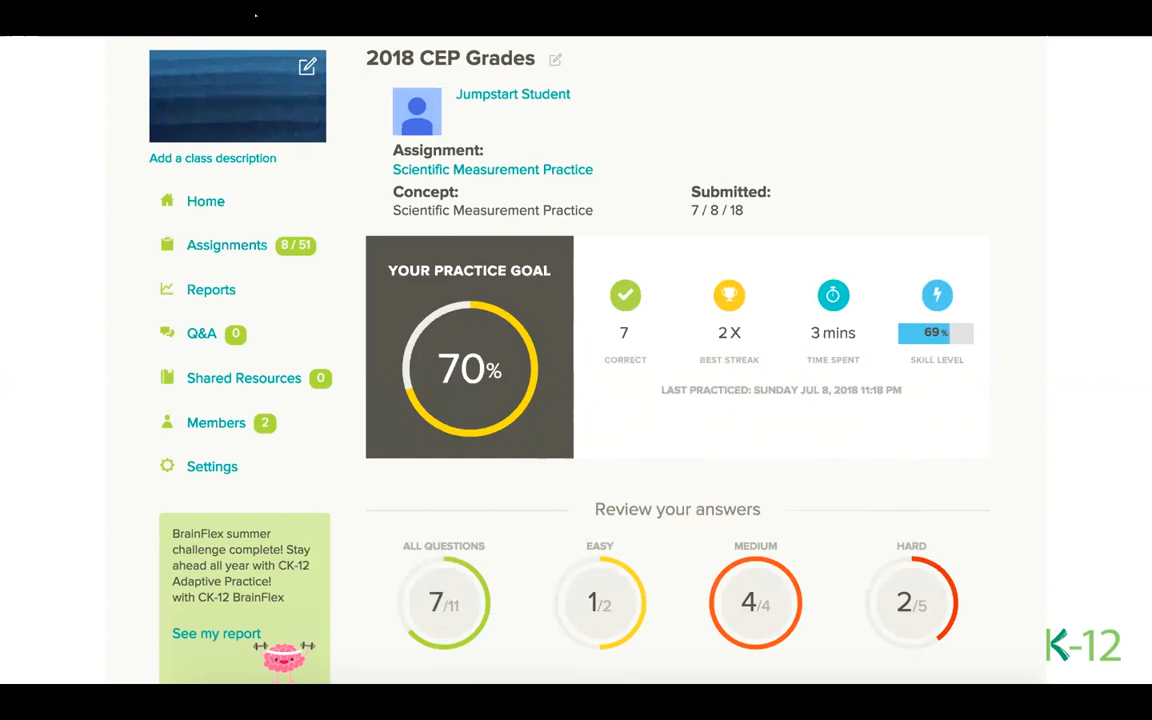 2018 CEP Grades
Jumpstart Student
Assignment:
Scientific Measurement Practice
Concept:
Scientific Measurement Practice
Submitted:
7 / 8 / 18
Add a class description
Home
Assignments 8 / 51
Reports
Q&A 0
Shared Resources 0
Members 2
Settings
YOUR PRACTICE GOAL
70%
7
CORRECT
2 X
BEST STREAK
3 mins
TIME SPENT
69%
SKILL LEVEL
LAST PRACTICED: SUNDAY JUL 8, 2018 11:18 PM
BrainFlex summer
challenge complete! Stay
ahead all year with CK-12
Adaptive Practice!
with CK-12 BrainFlex
See my report
Review your answers
ALL QUESTIONS
7/11
EASY
1/2
MEDIUM
4/4
HARD
2/5
K-12